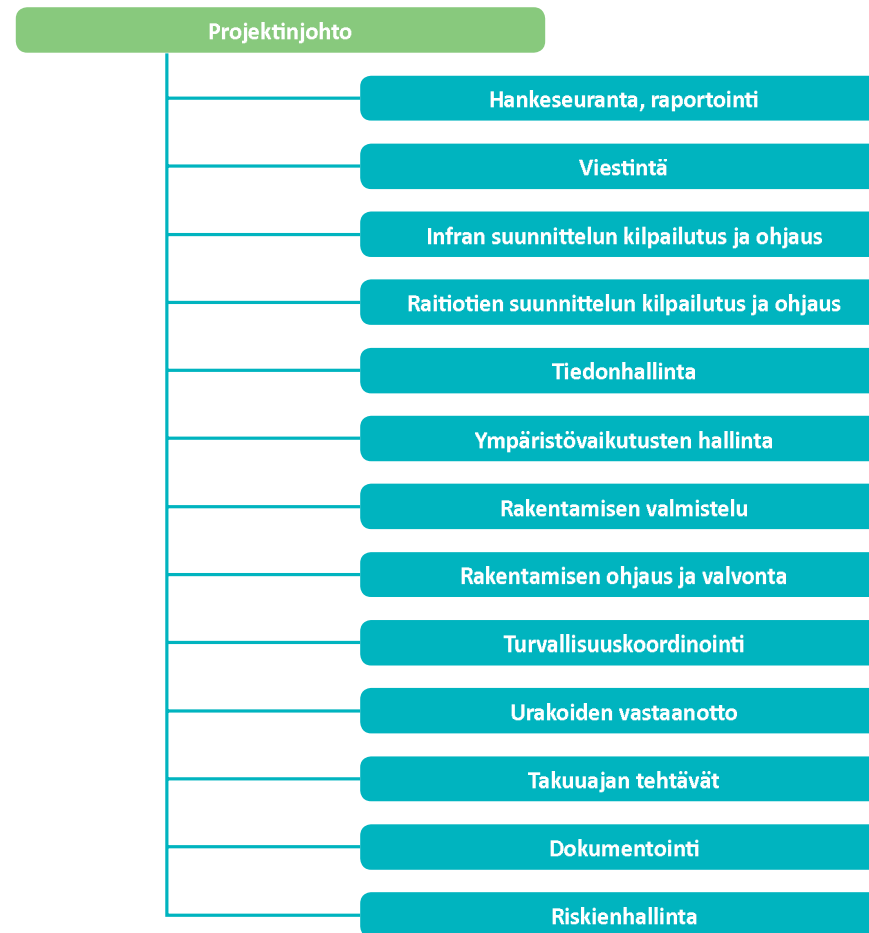 Projektinjohto
Hankeseuranta, raportointi
Viestintä
Infran suunnittelun kilpailutus ja ohjaus
Raitiotien suunnittelun kilpailutus ja ohjaus
Tiedonhallinta
Ympäristövaikutusten hallinta
Rakentamisen valmistelu
Rakentamisen ohjaus ja valvonta
Turvallisuuskoordinointi
Urakoiden vastaanotto
Takuuajan tehtävät
Dokumentointi
Riskienhallinta